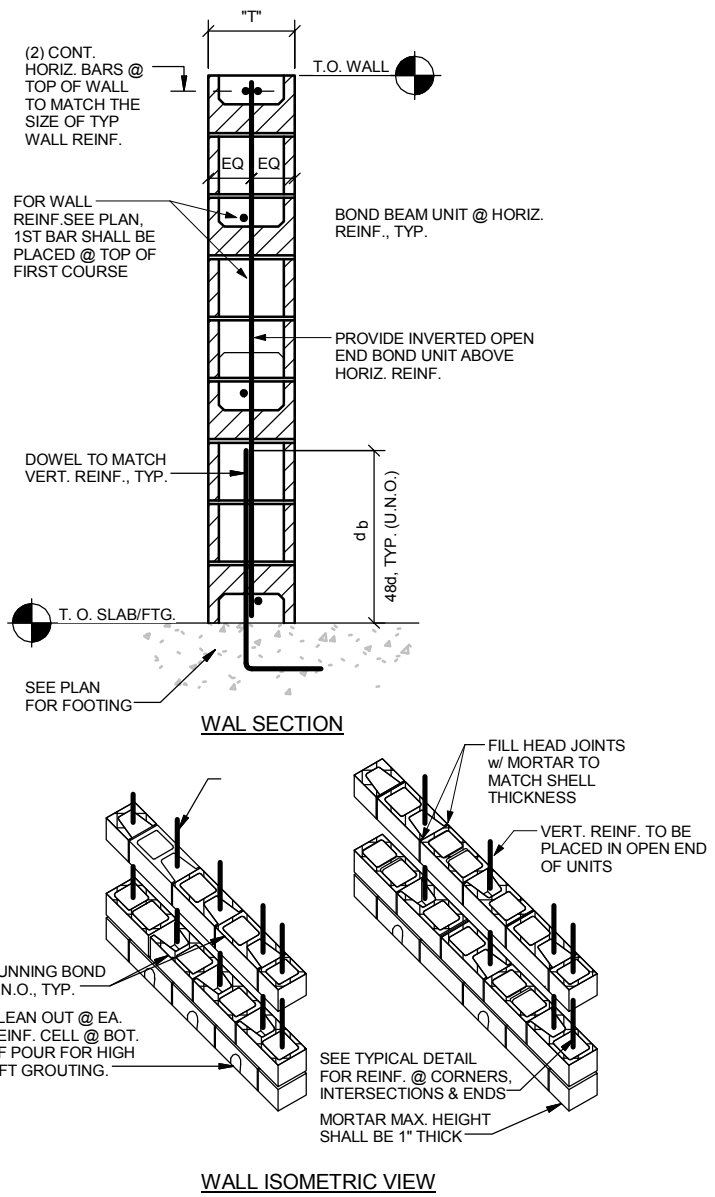 "T"
(2) CONT.
HORIZ. BARS @
TOP OF WALL
TO MATCH THE
SIZE OF TYP
WALL REINF.
T.O. WALL
EQ EQ
FOR WALL
REINF.SEE PLAN,
1ST BAR SHALL BE
PLACED @ TOP OF
FIRST COURSE
BOND BEAM UNIT @ HORIZ.
REINF., TYP.
PROVIDE INVERTED OPEN
END BOND UNIT ABOVE
HORIZ. REINF.
DOWEL TO MATCH
VERT. REINF., TYP.
d b
48d, TYP. (U.N.O.)
T. O. SLAB/FTG.
SEE PLAN
FOR FOOTING
WAL SECTION
FILL HEAD JOINTS
w/ MORTAR TO
MATCH SHELL
THICKNESS
VERT. REINF. TO BE
PLACED IN OPEN END
OF UNITS
UNNING BOND
.N.O., TYP.
LEAN OUT @ EA.
EINF. CELL @ BOT.
F POUR FOR HIGH
FT GROUTING.
SEE TYPICAL DETAIL
FOR REINF. @ CORNERS,
INTERSECTIONS & ENDS
MORTAR MAX. HEIGHT
SHALL BE 1" THICK
WALL ISOMETRIC VIEW